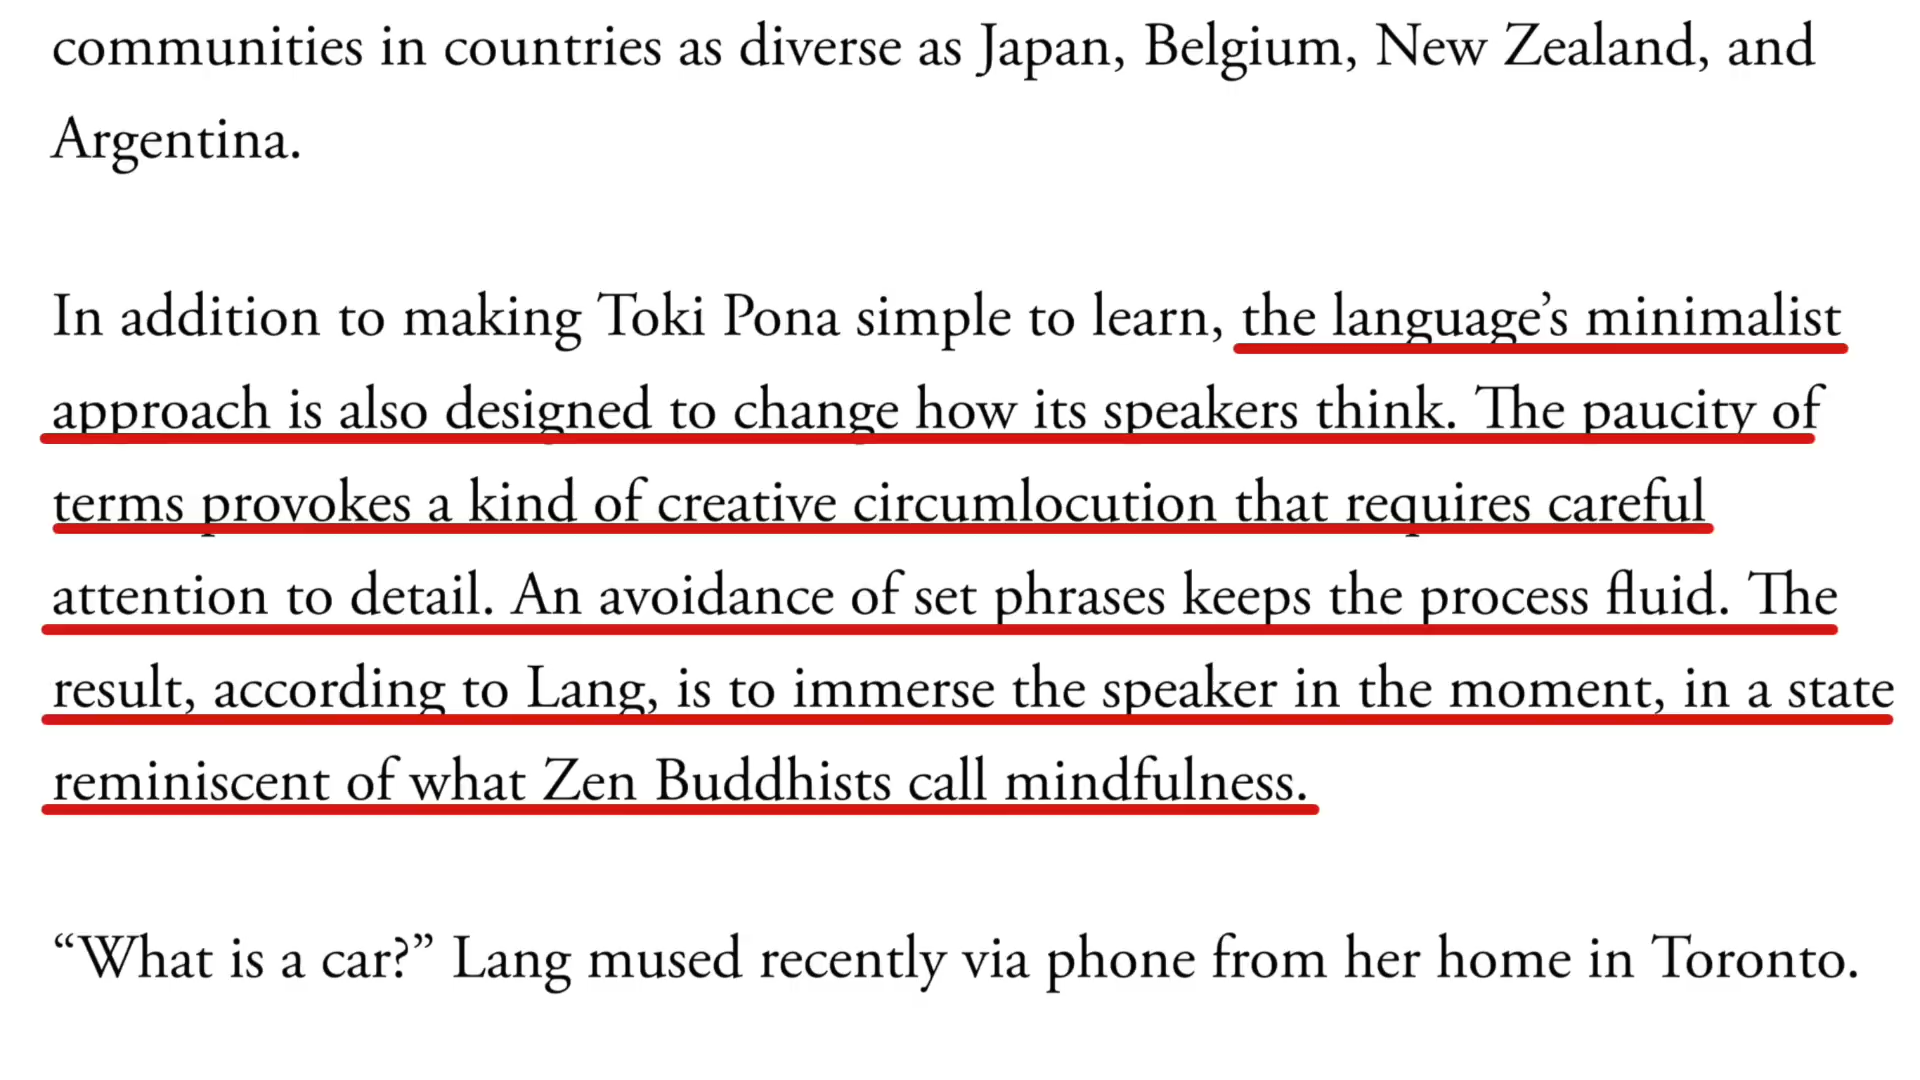 communities in countries as diverse as Japan, Belgium, New Zealand, and
Argentina.
In addition to making Toki Pona simple to learn, the language’s minimalist
approach is also designed to change how its speakers think. The paucity of
terms provokes a kind of creative circumlocution that requires careful
attention to detail. An avoidance of set phrases keeps the process fluid. The
result, according to Lang, is to immerse the speaker in the moment, in a state
reminiscent of what Zen Buddhists call mindfulness.
“What is a car?” Lang mused recently via phone from her home in Toronto.